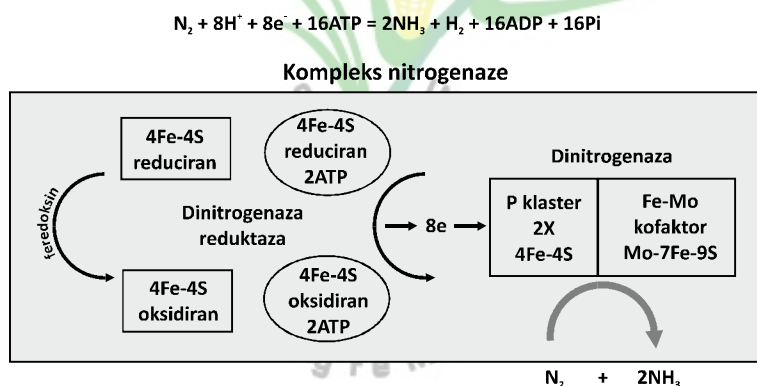 N₂ + 8H⁺ + 8e⁻ + 16ATP = 2NH₃ + H₂ + 16ADP + 16Pi
Kompleks nitrogenaze
feredoksin
4Fe-4S
reduciran
4Fe-4S
reduciran
2ATP
Dinitrogenaza
reduktaza
4Fe-4S
oksidiran
4Fe-4S
oksidiran
2ATP
8e
Dinitrogenaza
P klaster
2X
4Fe-4S
Fe-Mo
kofaktor
Mo-7Fe-9S
N₂ + 2NH₃